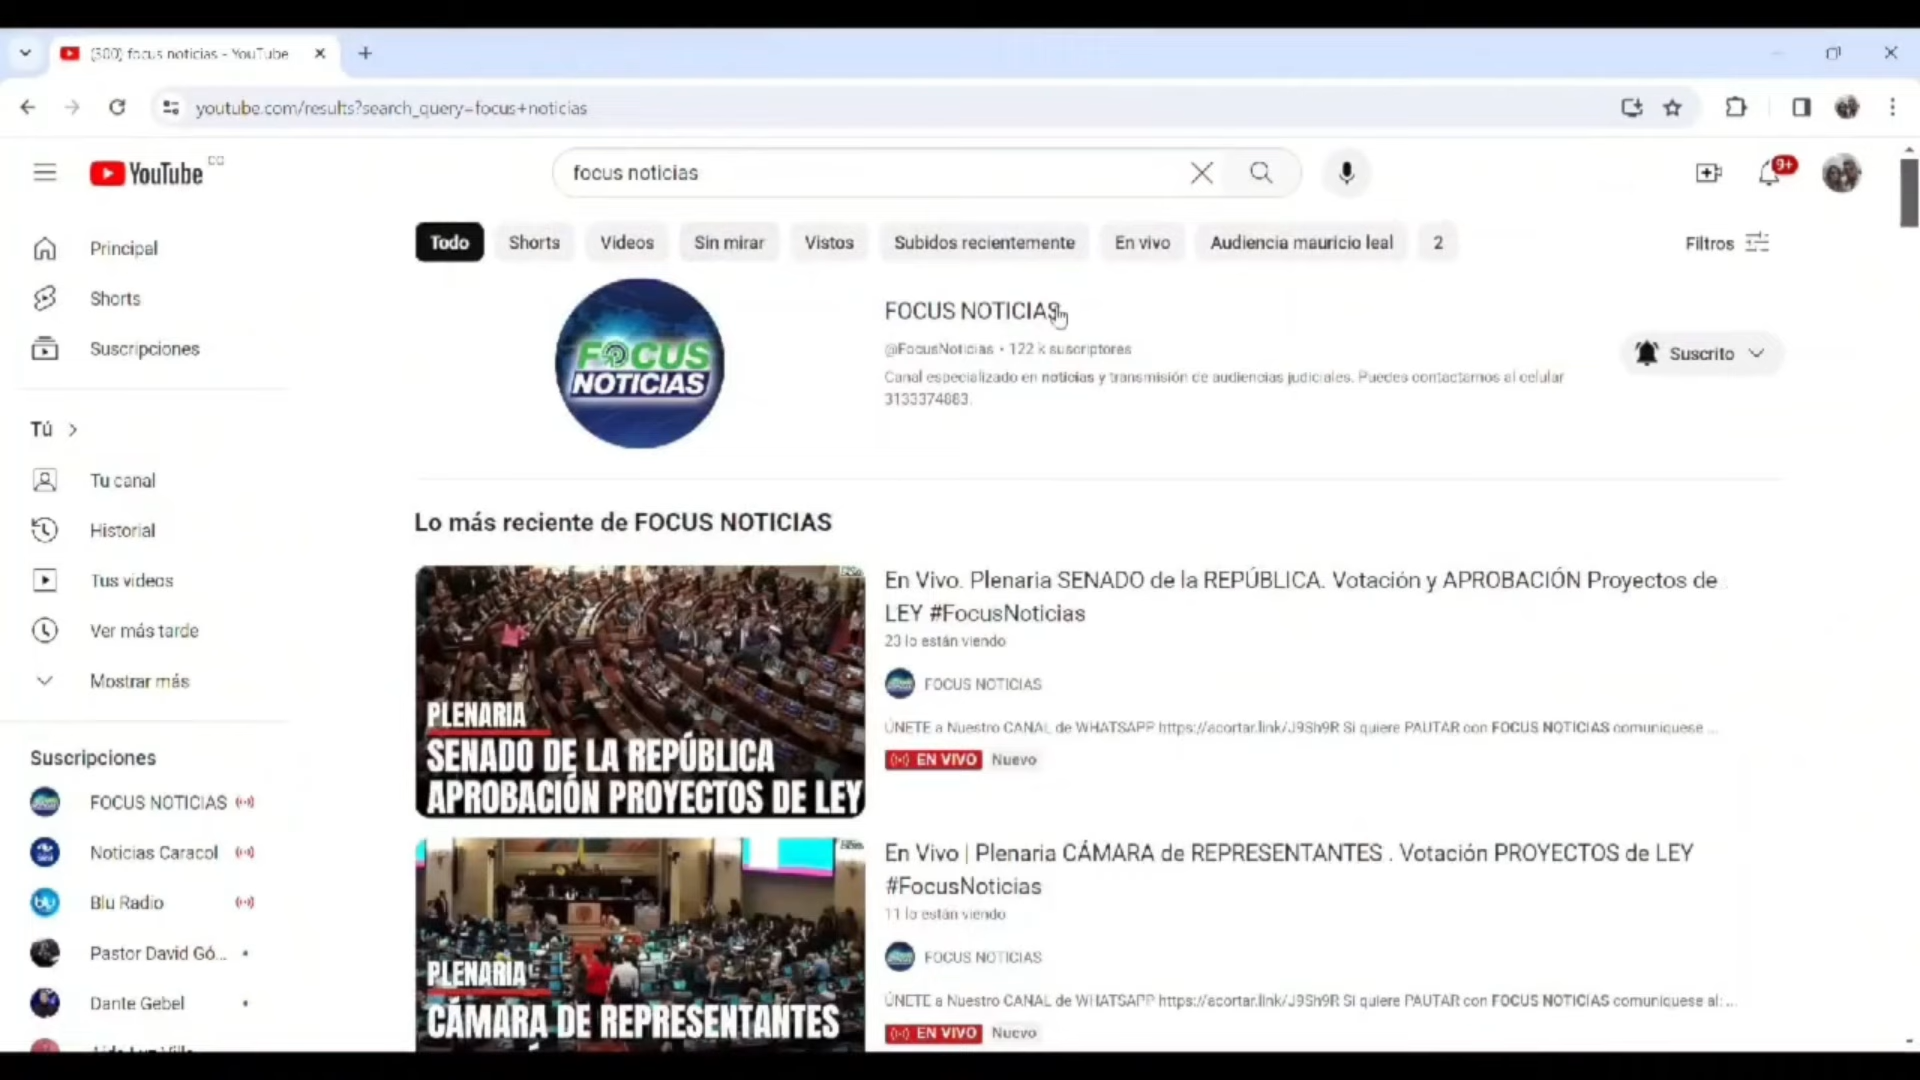 (300) focus noticias - YouTube
youtube.com/results?search_query=focus+noticias
YouTube CO
focus noticias
9+
Principal
Shorts
Suscripciones
Tú
Tu canal
Historial
Tus videos
Ver más tarde
Mostrar más
Suscripciones
FOCUS NOTICIAS
Noticias Caracol
Blu Radio
Pastor David Gó...
Dante Gebel
Todo
Shorts
Videos
Sin mirar
Vistos
Subidos recientemente
En vivo
Audiencia mauricio leal
2
Filtros
FOCUS
NOTICIAS
FOCUS NOTICIAS
@FocusNoticias • 122 k suscriptores
Canal especializado en noticias y transmisión de audiencias judiciales. Puedes contactarnos al celular
3133374883.
Suscrito
Lo más reciente de FOCUS NOTICIAS
PLENARIA
SENADO DE LA REPÚBLICA
APROBACIÓN PROYECTOS DE LEY
En Vivo. Plenaria SENADO de la REPÚBLICA. Votación y APROBACIÓN Proyectos de
LEY #FocusNoticias
23 lo están viendo
FOCUS NOTICIAS
ÚNETE a Nuestro CANAL de WHATSAPP https://acortar.link/J9Sh9R Si quiere PAUTAR con FOCUS NOTICIAS comuniquese ...
EN VIVO
Nuevo
PLENARIA
CÁMARA DE REPRESENTANTES
En Vivo | Plenaria CÁMARA de REPRESENTANTES . Votación PROYECTOS de LEY
#FocusNoticias
11 lo están viendo
FOCUS NOTICIAS
ÚNETE a Nuestro CANAL de WHATSAPP https://acortar.link/J9Sh9R Si quiere PAUTAR con FOCUS NOTICIAS comuniquese al: ...
EN VIVO
Nuevo